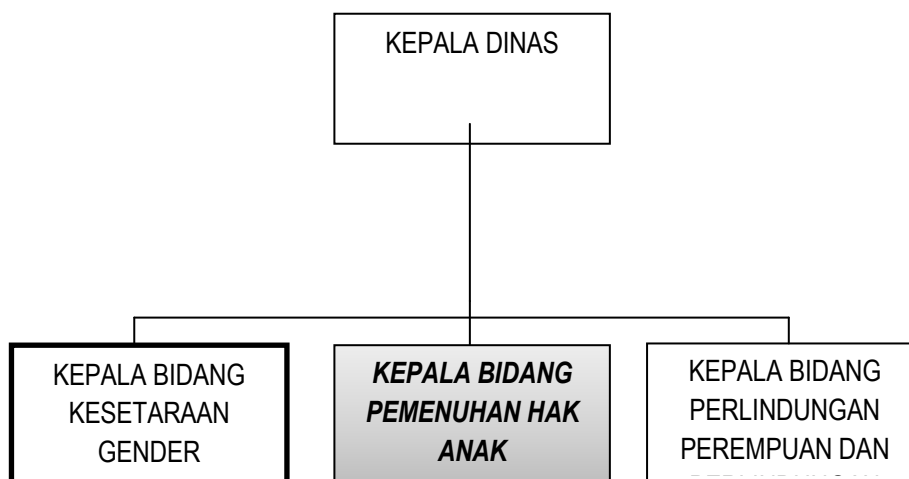 KEPALA DINAS
KEPALA BIDANG
KESETARAAN
GENDER
KEPALA BIDANG
PEMENUHAN HAK
ANAK
KEPALA BIDANG
PERLINDUNGAN
PEREMPUAN DAN